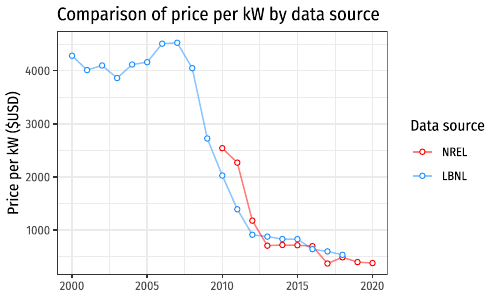 Comparison of price per kW by data source
Price per kW ($USD)
4000
3000
2000
1000
2000
2005
2010
2015
2020
Data source
NREL
LBNL